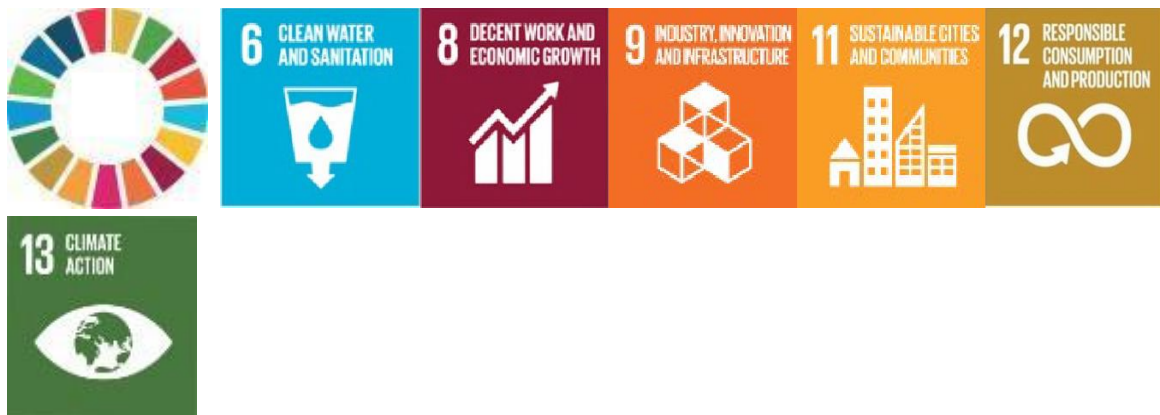 6 CLEAN WATER
AND SANITATION
8 DECENT WORK AND
ECONOMIC GROWTH
9 INDUSTRY, INNOVATION
AND INFRASTRUCTURE
11 SUSTAINABLE CITIES
AND COMMUNITIES
12 RESPONSIBLE
CONSUMPTION
AND PRODUCTION
13 CLIMATE
ACTION